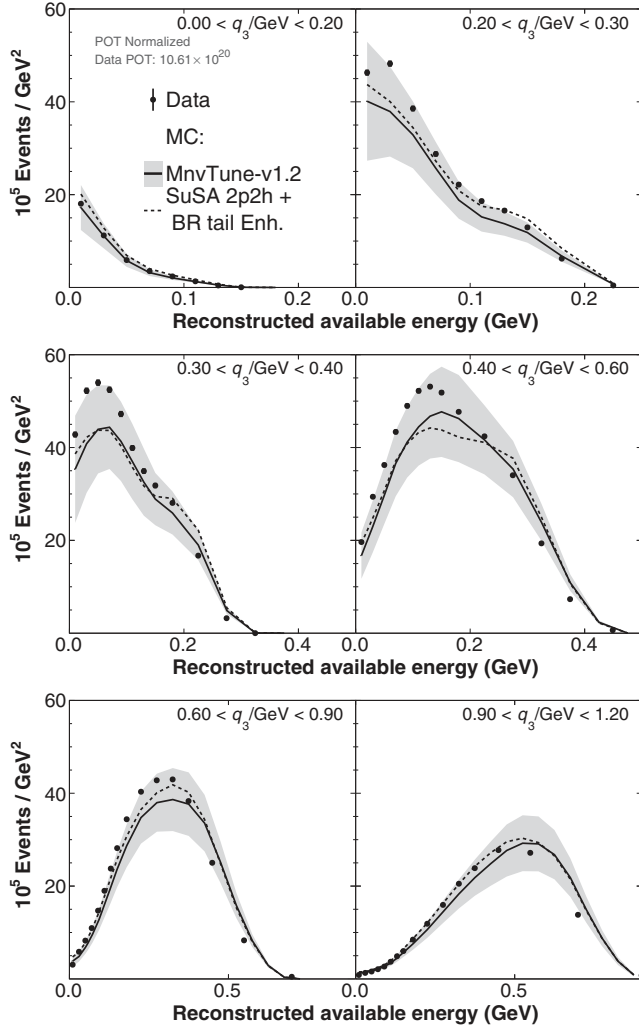 0.00 < q3/GeV < 0.20
0.20 < q3/GeV < 0.30
POT Normalized
Data POT: 10.61 × 10^20
Data
MC:
MnvTune-v1.2
SuSA 2p2h +
BR tail Enh.
10^5 Events / GeV^2
60
40
20
0.0
0.1
0.2
0.0
0.1
0.2
Reconstructed available energy (GeV)
Reconstructed available energy (GeV)
0.30 < q3/GeV < 0.40
0.40 < q3/GeV < 0.60
10^5 Events / GeV^2
60
40
20
0.0
0.2
0.4
0.0
0.2
0.4
Reconstructed available energy (GeV)
Reconstructed available energy (GeV)
0.60 < q3/GeV < 0.90
0.90 < q3/GeV < 1.20
10^5 Events / GeV^2
60
40
20
0.0
0.5
0.0
0.5
Reconstructed available energy (GeV)
Reconstructed available energy (GeV)